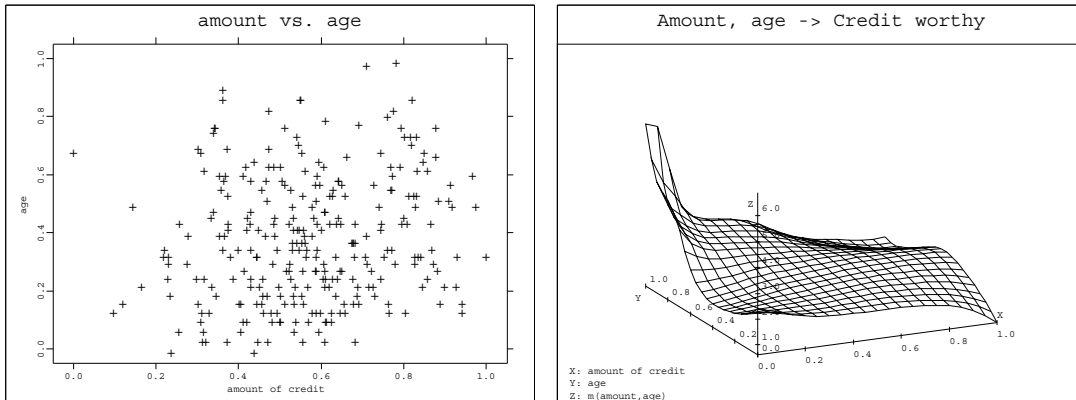 amount vs. age
1.0
0.8
0.6
0.4
0.2
0.0
age
0.0 0.2 0.4 0.6 0.8 1.0
amount of credit
Amount, age -> Credit worthy
Z
6.0
1.0
0.8
0.6
0.4
0.2
Y
1.0
0.0
0.0
0.2
0.4
0.6
0.8
1.0
X
X: amount of credit
Y: age
Z: m(amount,age)